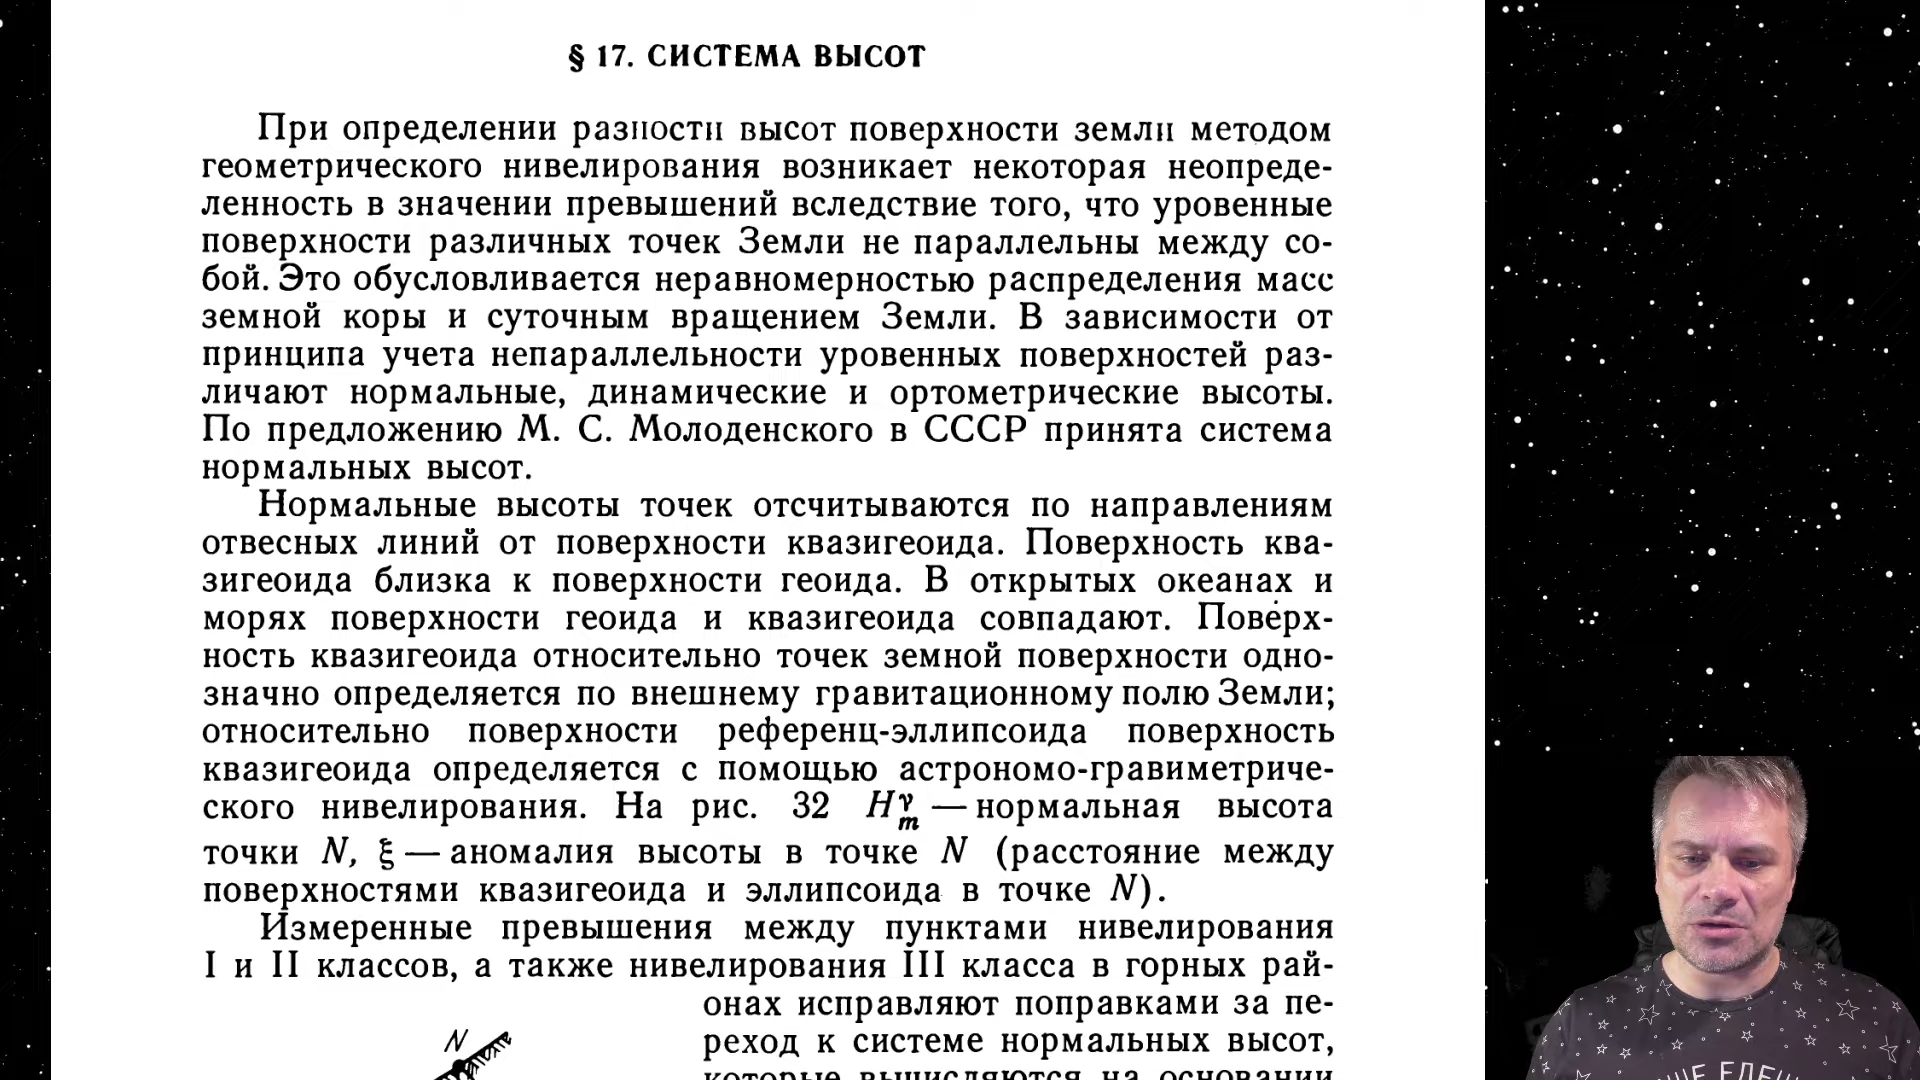 § 17. СИСТЕМА ВЫСОТ
При определении разности высот поверхности земли методом
геометрического нивелирования возникает некоторая неопреде-
ленность в значении превышений вследствие того, что уровенные
поверхности различных точек Земли не параллельны между со-
бой. Это обусловливается неравномерностью распределения масс
земной коры и суточным вращением Земли. В зависимости от
принципа учета непараллельности уровенных поверхностей раз-
личают нормальные, динамические и ортометрические высоты.
По предложению М. С. Молоденского в СССР принята система
нормальных высот.
Нормальные высоты точек отсчитываются по направлениям
отвесных линий от поверхности квазигеоида. Поверхность ква-
зигеоида близка к поверхности геоида. В открытых океанах и
морях поверхности геоида и квазигеоида совпадают. Поверх-
ность квазигеоида относительно точек земной поверхности одно-
значно определяется по внешнему гравитационному полю Земли;
относительно поверхности референц-эллипсоида поверхность
квазигеоида определяется с помощью астрономо-гравиметриче-
ского нивелирования. На рис. 32 H^γ_m — нормальная высота
точки N, ξ — аномалия высоты в точке N (расстояние между
поверхностями квазигеоида и эллипсоида в точке N).
Измеренные превышения между пунктами нивелирования
I и II классов, а также нивелирования III класса в горных рай-
онах исправляют поправками за пе-
реход к системе нормальных высот,
которые вычисляются на основании
N